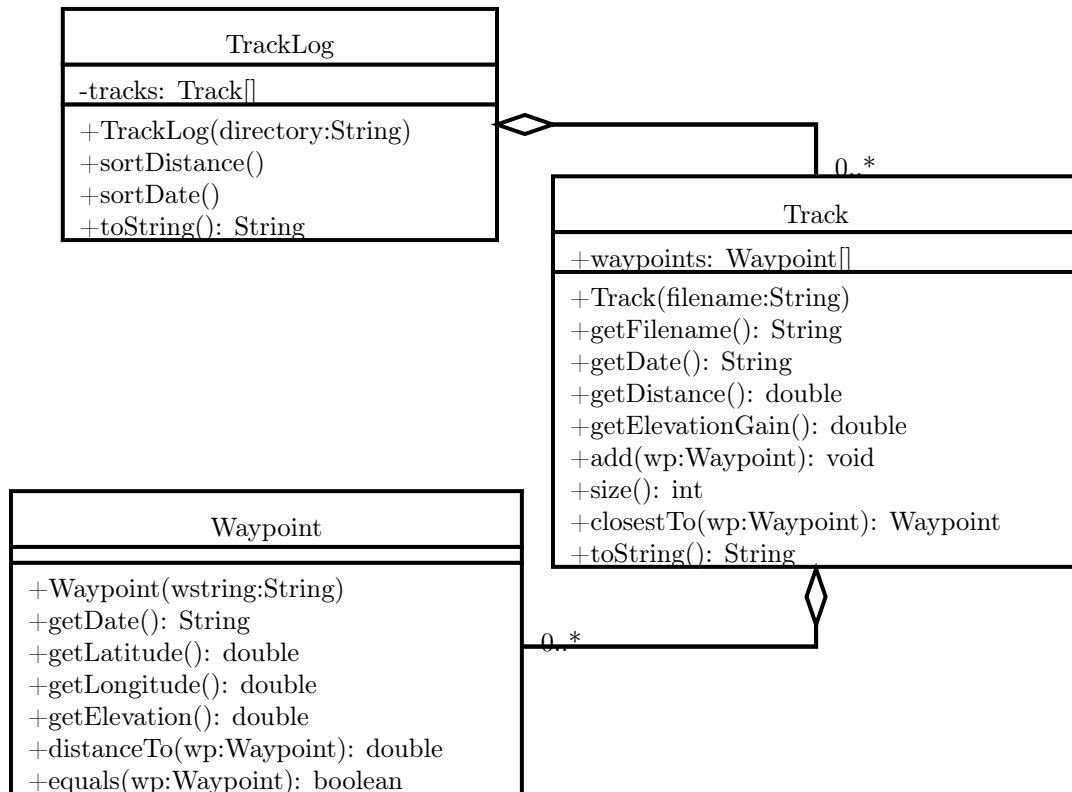 TrackLog
-tracks: Track[]
+TrackLog(directory:String)
+sortDistance()
+sortDate()
+toString(): String
0..*
Track
+waypoints: Waypoint[]
+Track(filename:String)
+getFilename(): String
+getDate(): String
+getDistance(): double
+getElevationGain(): double
+add(wp:Waypoint): void
+size(): int
+closestTo(wp:Waypoint): Waypoint
+toString(): String
0..*
Waypoint
+Waypoint(wstring:String)
+getDate(): String
+getLatitude(): double
+getLongitude(): double
+getElevation(): double
+distanceTo(wp:Waypoint): double
+equals(wp:Waypoint): boolean